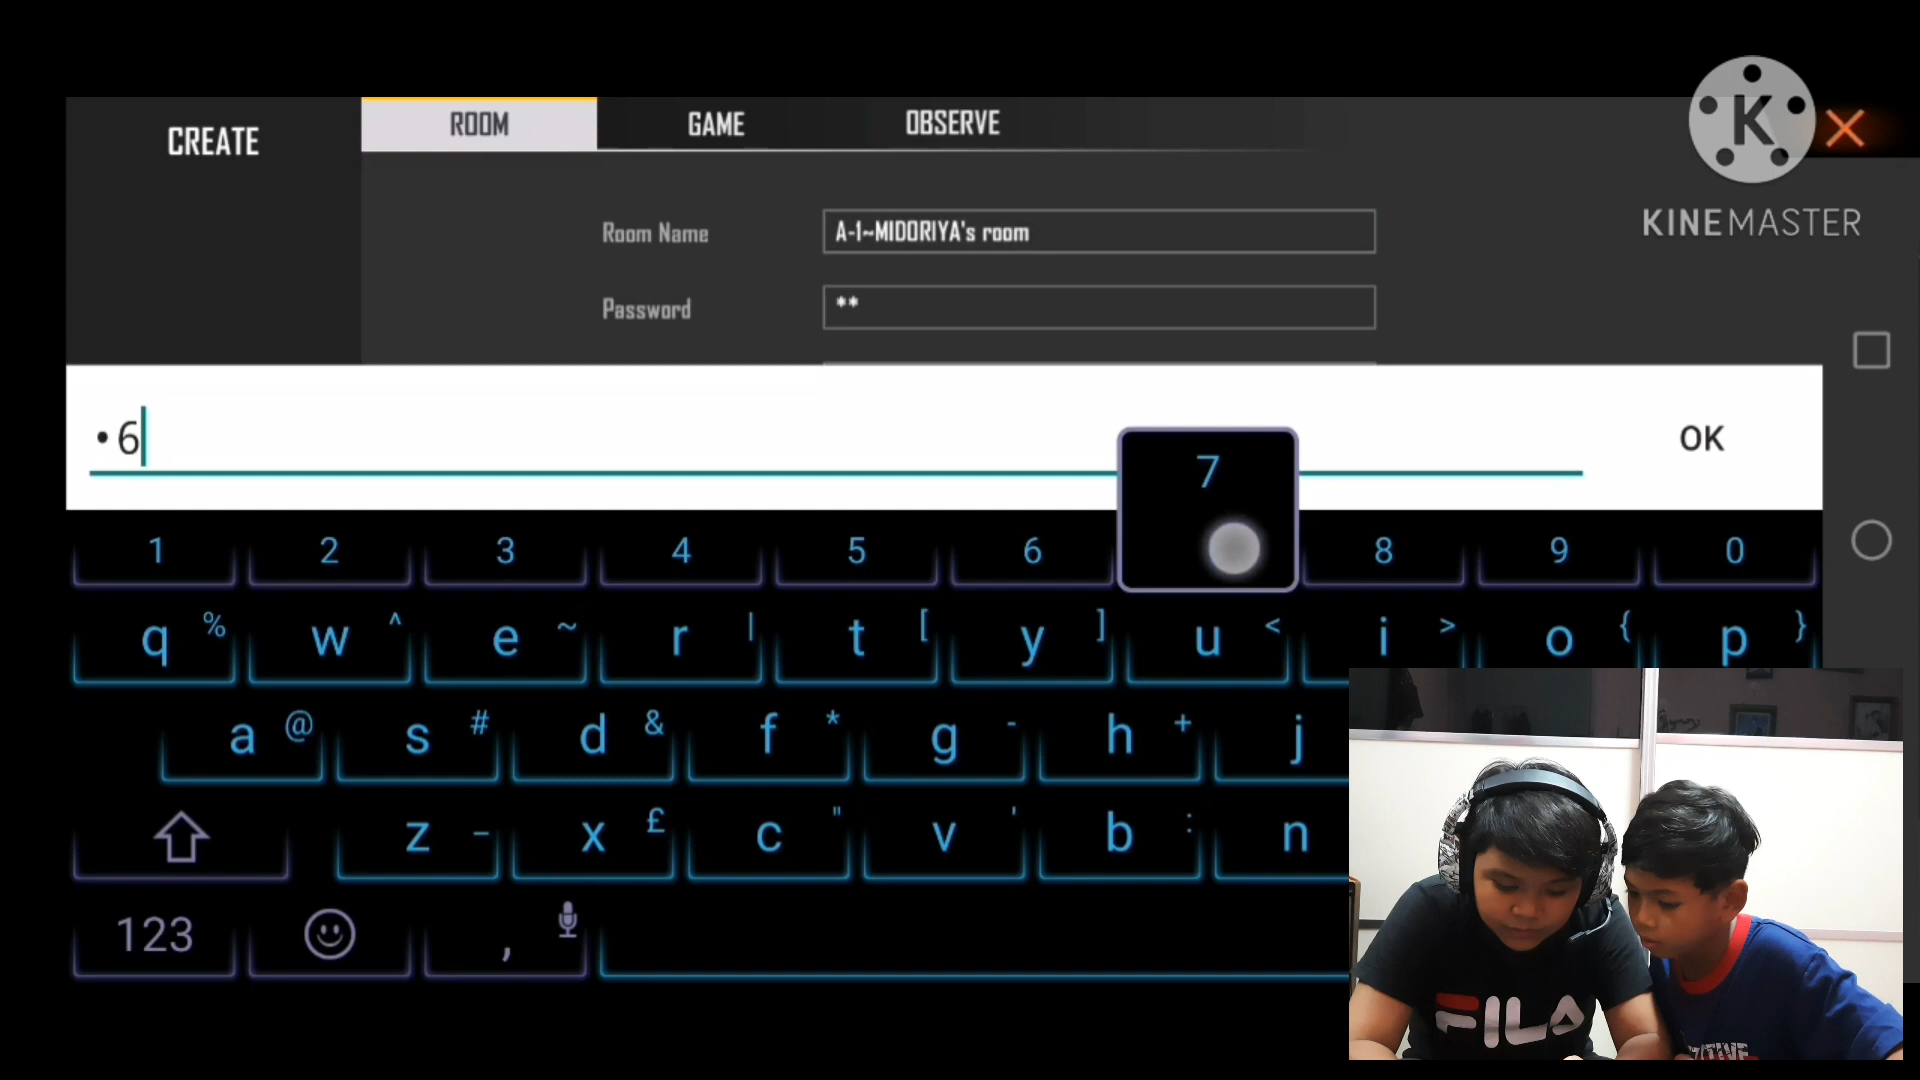 CREATE
ROOM GAME OBSERVE
Room Name A-1~MIDORIYA's room
Password **
K
KINEMASTER
•6 OK
7
1 2 3 4 5 6 8 9 0
q % w ^ e ~ r | t [ y ] u < i > o { p }
a @ s # d & f * g - h + j
z _ x £ c " v ' b : n
123 ,
FILA